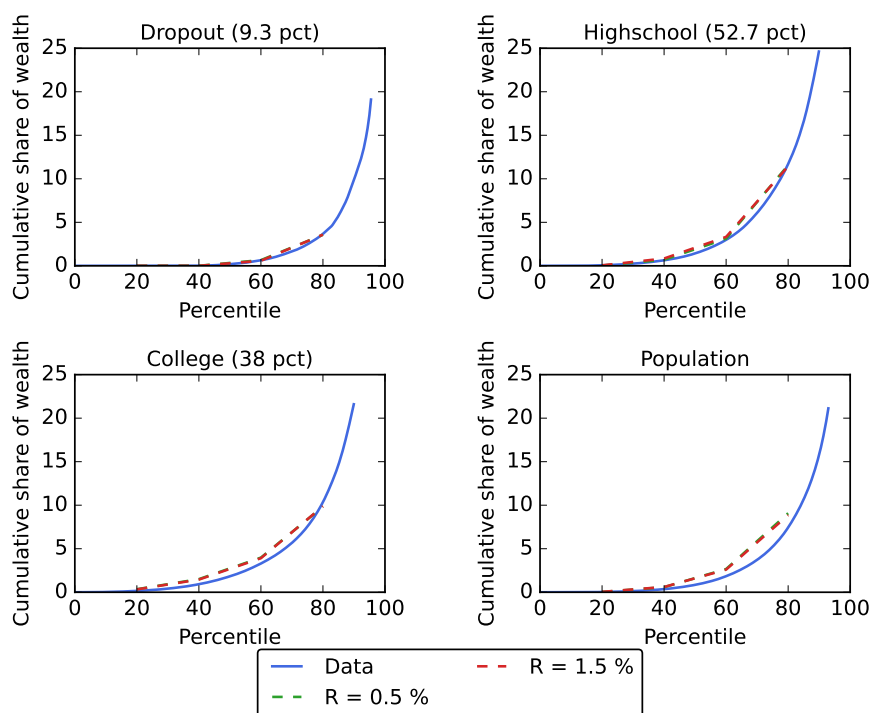 Dropout (9.3 pct)
Cumulative share of wealth
25
20
15
10
5
0
0 20 40 60 80 100
Percentile
Highschool (52.7 pct)
Cumulative share of wealth
25
20
15
10
5
0
0 20 40 60 80 100
Percentile
College (38 pct)
Cumulative share of wealth
25
20
15
10
5
0
0 20 40 60 80 100
Percentile
Population
Cumulative share of wealth
25
20
15
10
5
0
0 20 40 60 80 100
Percentile
Data
R = 0.5 %
R = 1.5 %